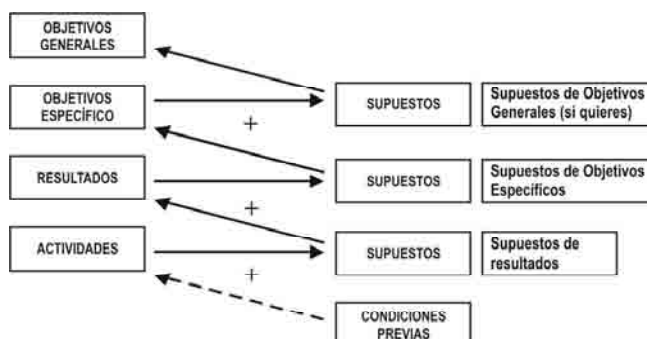 OBJETIVOS
GENERALES
OBJETIVOS
ESPECÍFICO
+
SUPUESTOS
Supuestos de Objetivos
Generales (si quieres)
RESULTADOS
+
SUPUESTOS
Supuestos de Objetivos
Específicos
ACTIVIDADES
+
SUPUESTOS
Supuestos de
resultados
CONDICIONES
PREVIAS